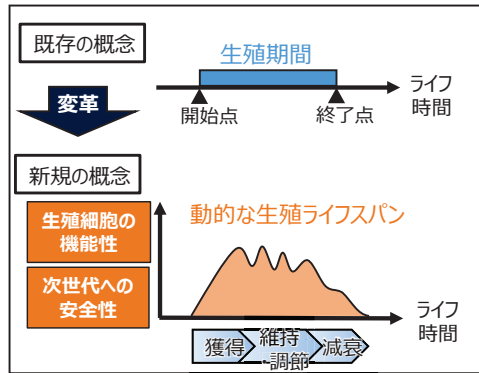 既存の概念
生殖期間
ライフ
時間
開始点
終了点
変革
新規の概念
生殖細胞の
機能性
次世代への
安全性
動的な生殖ライフスパン
ライフ
時間
獲得
維持
・調節
減衰